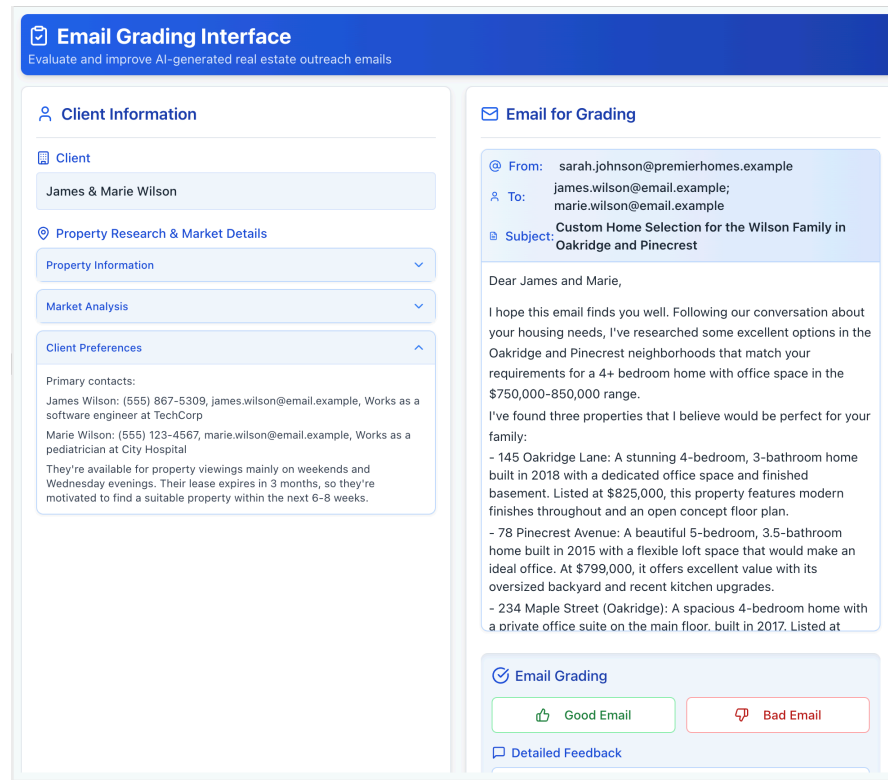 Email Grading Interface
Evaluate and improve AI-generated real estate outreach emails
Client Information
Client
James & Marie Wilson
Property Research & Market Details
Property Information
Market Analysis
Client Preferences
Primary contacts:
James Wilson: (555) 867-5309, james.wilson@email.example, Works as a
software engineer at TechCorp
Marie Wilson: (555) 123-4567, marie.wilson@email.example, Works as a
pediatrician at City Hospital
They're available for property viewings mainly on weekends and
Wednesday evenings. Their lease expires in 3 months, so they're
motivated to find a suitable property within the next 6-8 weeks.
Email for Grading
From: sarah.johnson@premierhomes.example
To: james.wilson@email.example;
marie.wilson@email.example
Subject: Custom Home Selection for the Wilson Family in
Oakridge and Pinecrest
Dear James and Marie,
I hope this email finds you well. Following our conversation about
your housing needs, I've researched some excellent options in the
Oakridge and Pinecrest neighborhoods that match your
requirements for a 4+ bedroom home with office space in the
$750,000-850,000 range.
I've found three properties that I believe would be perfect for your
family:
- 145 Oakridge Lane: A stunning 4-bedroom, 3-bathroom home
built in 2018 with a dedicated office space and finished
basement. Listed at $825,000, this property features modern
finishes throughout and an open concept floor plan.
- 78 Pinecrest Avenue: A beautiful 5-bedroom, 3.5-bathroom
home built in 2015 with a flexible loft space that would make an
ideal office. At $799,000, it offers excellent value with its
oversized backyard and recent kitchen upgrades.
- 234 Maple Street (Oakridge): A spacious 4-bedroom home with
a private office suite on the main floor, built in 2017. Listed at
Email Grading
Good Email
Bad Email
Detailed Feedback